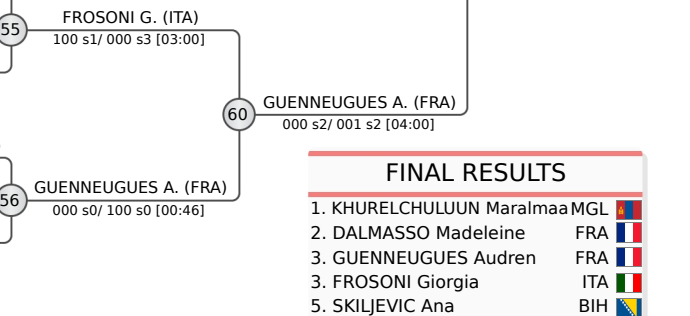 55
FROSONI G. (ITA)
100 s1/ 000 s3 [03:00]
60
GUENNEUGUES A. (FRA)
000 s2/ 001 s2 [04:00]
56
GUENNEUGUES A. (FRA)
000 s0/ 100 s0 [00:46]
FINAL RESULTS
1. KHURELCHULUUN Maralmaa MGL
2. DALMASSO Madeleine FRA
3. GUENNEUGUES Audren FRA
3. FROSONI Giorgia ITA
5. SKILJEVIC Ana BIH